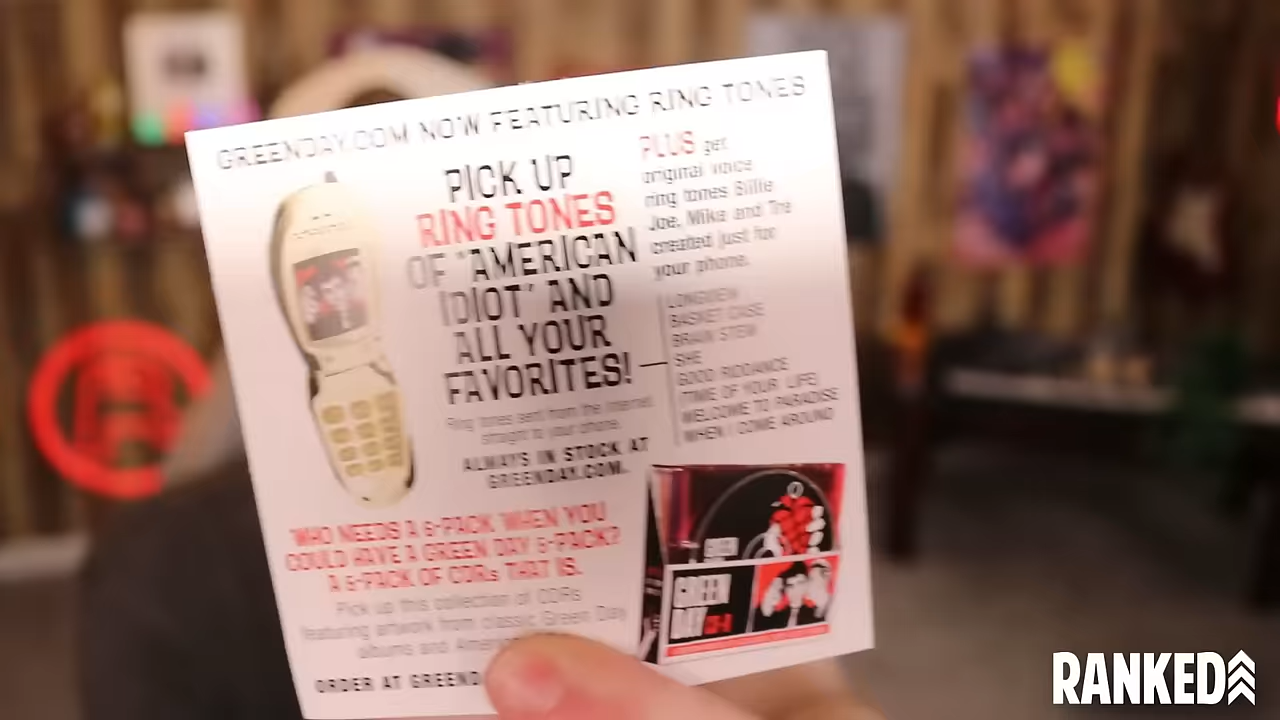 GREENDAY.COM NOW FEATURING RING TONES
PICK UP
RING TONES
OF "AMERICAN
IDIOT" AND
ALL YOUR
FAVORITES!
Ring tones sent from the internet
straight to your phone.
ALWAYS IN STOCK AT
GREENDAY.COM.
PLUS get
original voice
ring tones Billie
Joe, Mike and Tré
created just for
your phone.
LONGVIEW
BASKET CASE
BRAIN STEW
SHE
GOOD RIDDANCE
(TIME OF YOUR LIFE)
WELCOME TO PARADISE
WHEN I COME AROUND
WHO NEEDS A 6-PACK WHEN YOU
COULD HAVE A GREEN DAY 6-PACK?
A 6-PACK OF CDRs THAT IS.
Pick up this collection of CDRs
featuring artwork from classic Green Day
albums and
ORDER AT
GREEN
DAY CD-R
RANKED